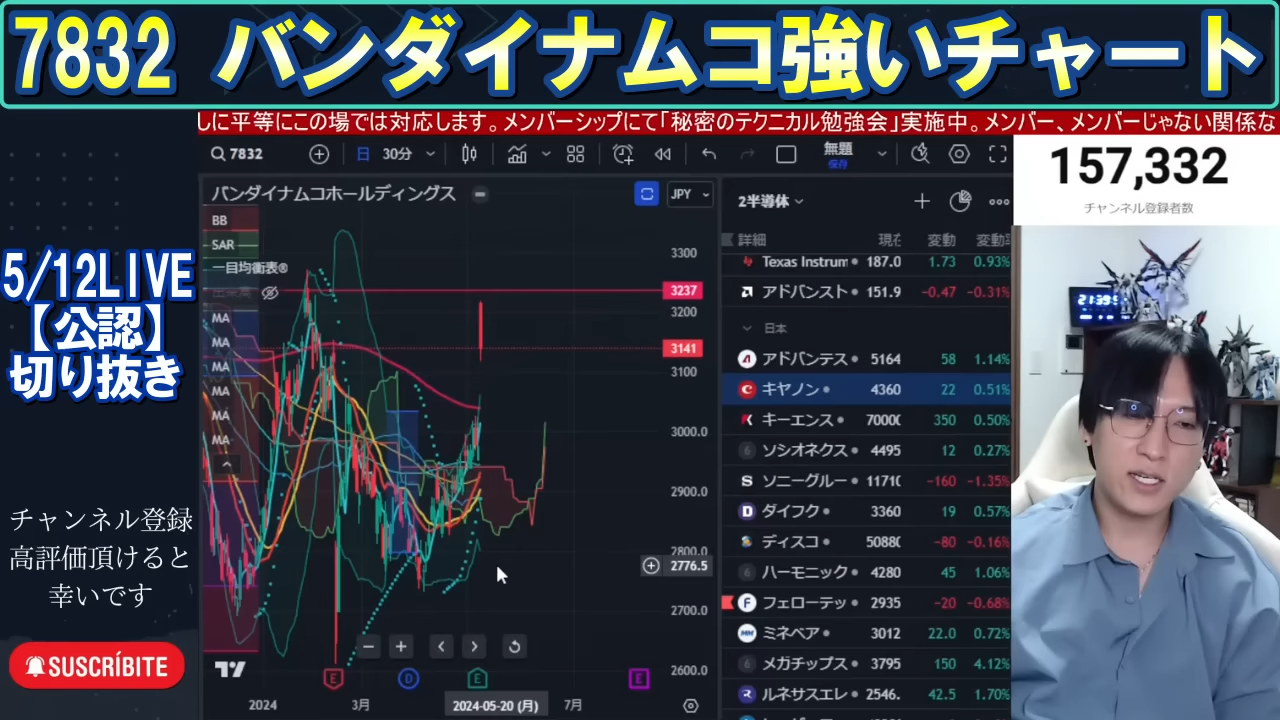 7832 バンダイナムコ強いチャート
しに平等にこの場では対応します。メンバーシップにて「秘密のテクニカル勉強会」実施中。メンバー、メンバーじゃない関係な
5/12LIVE
【公認】
切り抜き
チャンネル登録
高評価頂けると
幸いです
SUSCRÍBITE
7832
日 30分
無題
保存
バンダイナムコホールディングス
JPY
BB
SAR
一目均衡表
MA
MA
MA
MA
MA
MA
3300
3237
3200
3141
3100
3000.0
2900.0
2800.0
2776.5
2700.0
2600.0
E D E E
2024 3月 2024-05-20 (月) 7月
2半導体
詳細 現在 変動 変動率
Texas Instrum 187.0 1.73 0.93%
アドバンスト 151.9 -0.47 -0.31%
日本
アドバンテス 5164 58 1.14%
キヤノン 4360 22 0.51%
キーエンス 7000 350 0.50%
ソシオネクス 4495 12 0.27%
ソニーグルー 1171 -160 -1.35%
ダイフク 3360 19 0.57%
ディスコ 5088 -80 -0.16%
ハーモニック 4280 45 1.06%
フェローテッ 2935 -20 -0.68%
ミネベア 3012 22.0 0.72%
メガチップス 3795 150 4.12%
ルネサスエレ 2546. 42.5 1.70%
157,332
チャンネル登録者数
21:39